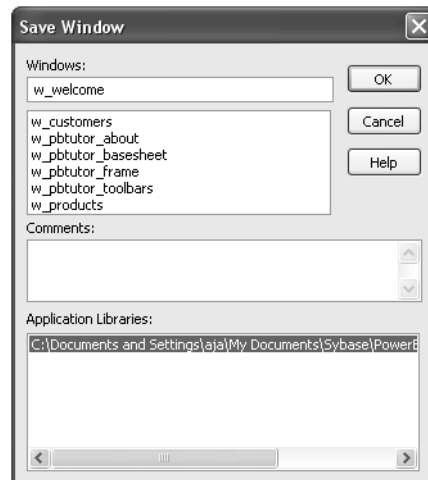 Save Window
Windows:
w_welcome
OK
w_customers
w_pbtutor_about
w_pbtutor_basesheet
w_pbtutor_frame
w_pbtutor_toolbars
w_products
Cancel
Help
Comments:
Application Libraries:
C:\Documents and Settings\aja\My Documents\Sybase\PowerB